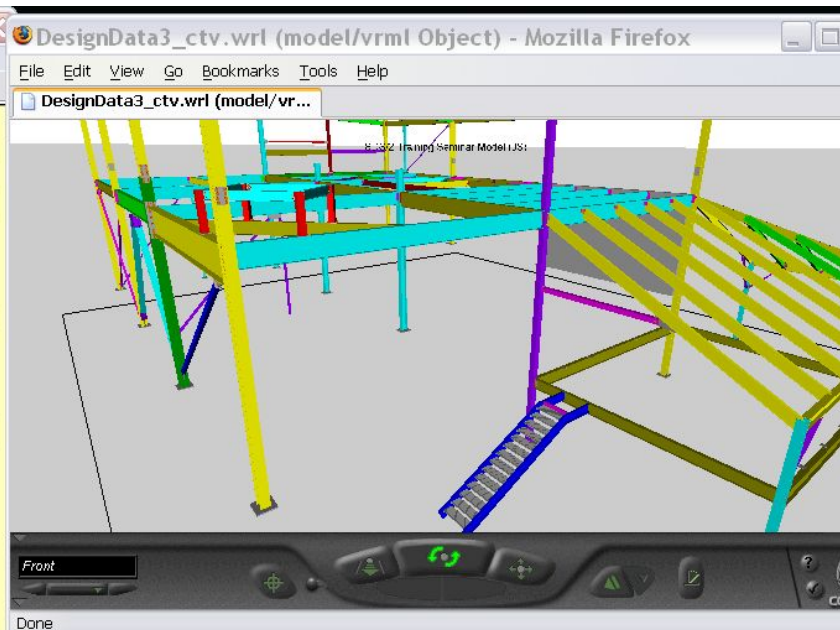 DesignData3_ctv.wrl (model/vrml Object) - Mozilla Firefox
File Edit View Go Bookmarks Tools Help
DesignData3_ctv.wrl (model/vr...
Training Seminar Model (JS)
Front
?
Done